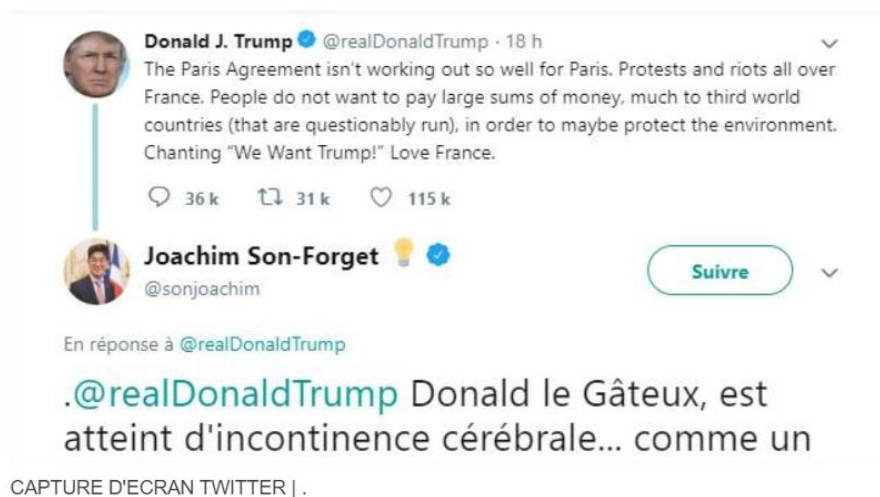 Donald J. Trump @realDonaldTrump · 18 h
The Paris Agreement isn't working out so well for Paris. Protests and riots all over
France. People do not want to pay large sums of money, much to third world
countries (that are questionably run), in order to maybe protect the environment.
Chanting "We Want Trump!" Love France.
36 k 31 k 115 k
Joachim Son-Forget
Suivre
@sonjoachim
En réponse à @realDonaldTrump
.@realDonaldTrump Donald le Gâteux, est
atteint d'incontinence cérébrale... comme un
CAPTURE D'ECRAN TWITTER | .